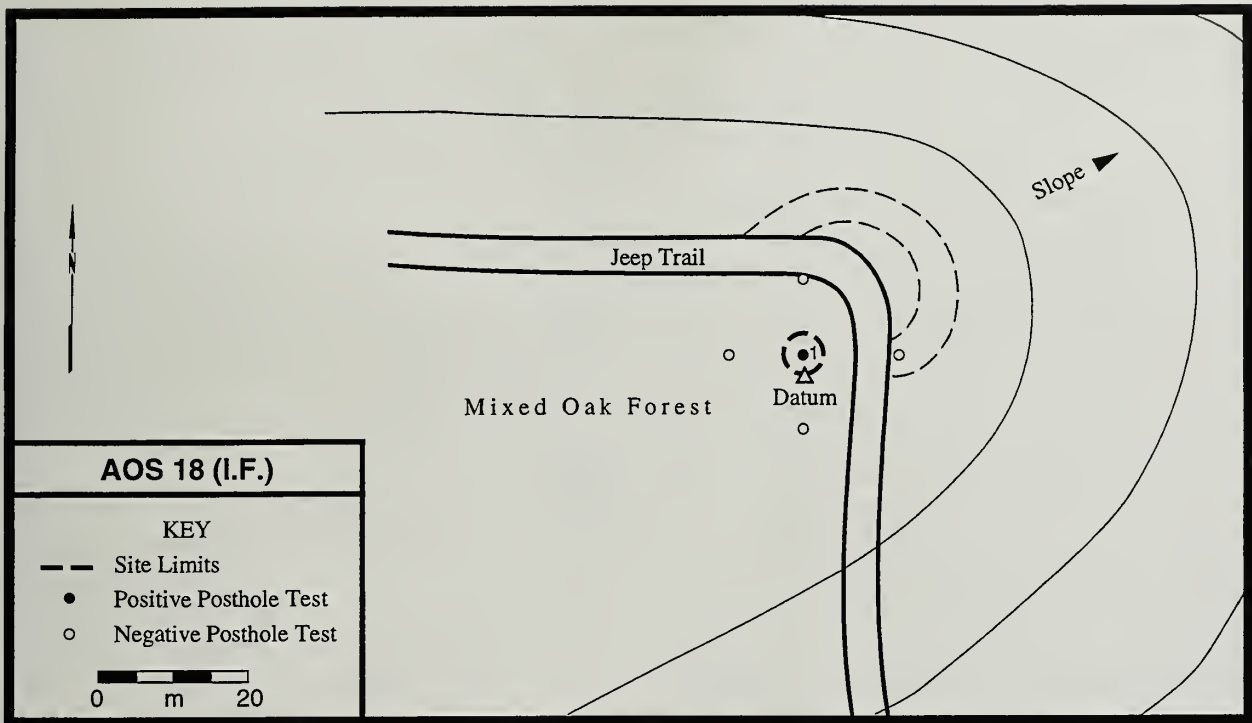 Slope
N
Jeep Trail
1
Datum
Mixed Oak Forest
AOS 18 (I.F.)
KEY
Site Limits
Positive Posthole Test
Negative Posthole Test
0 m 20